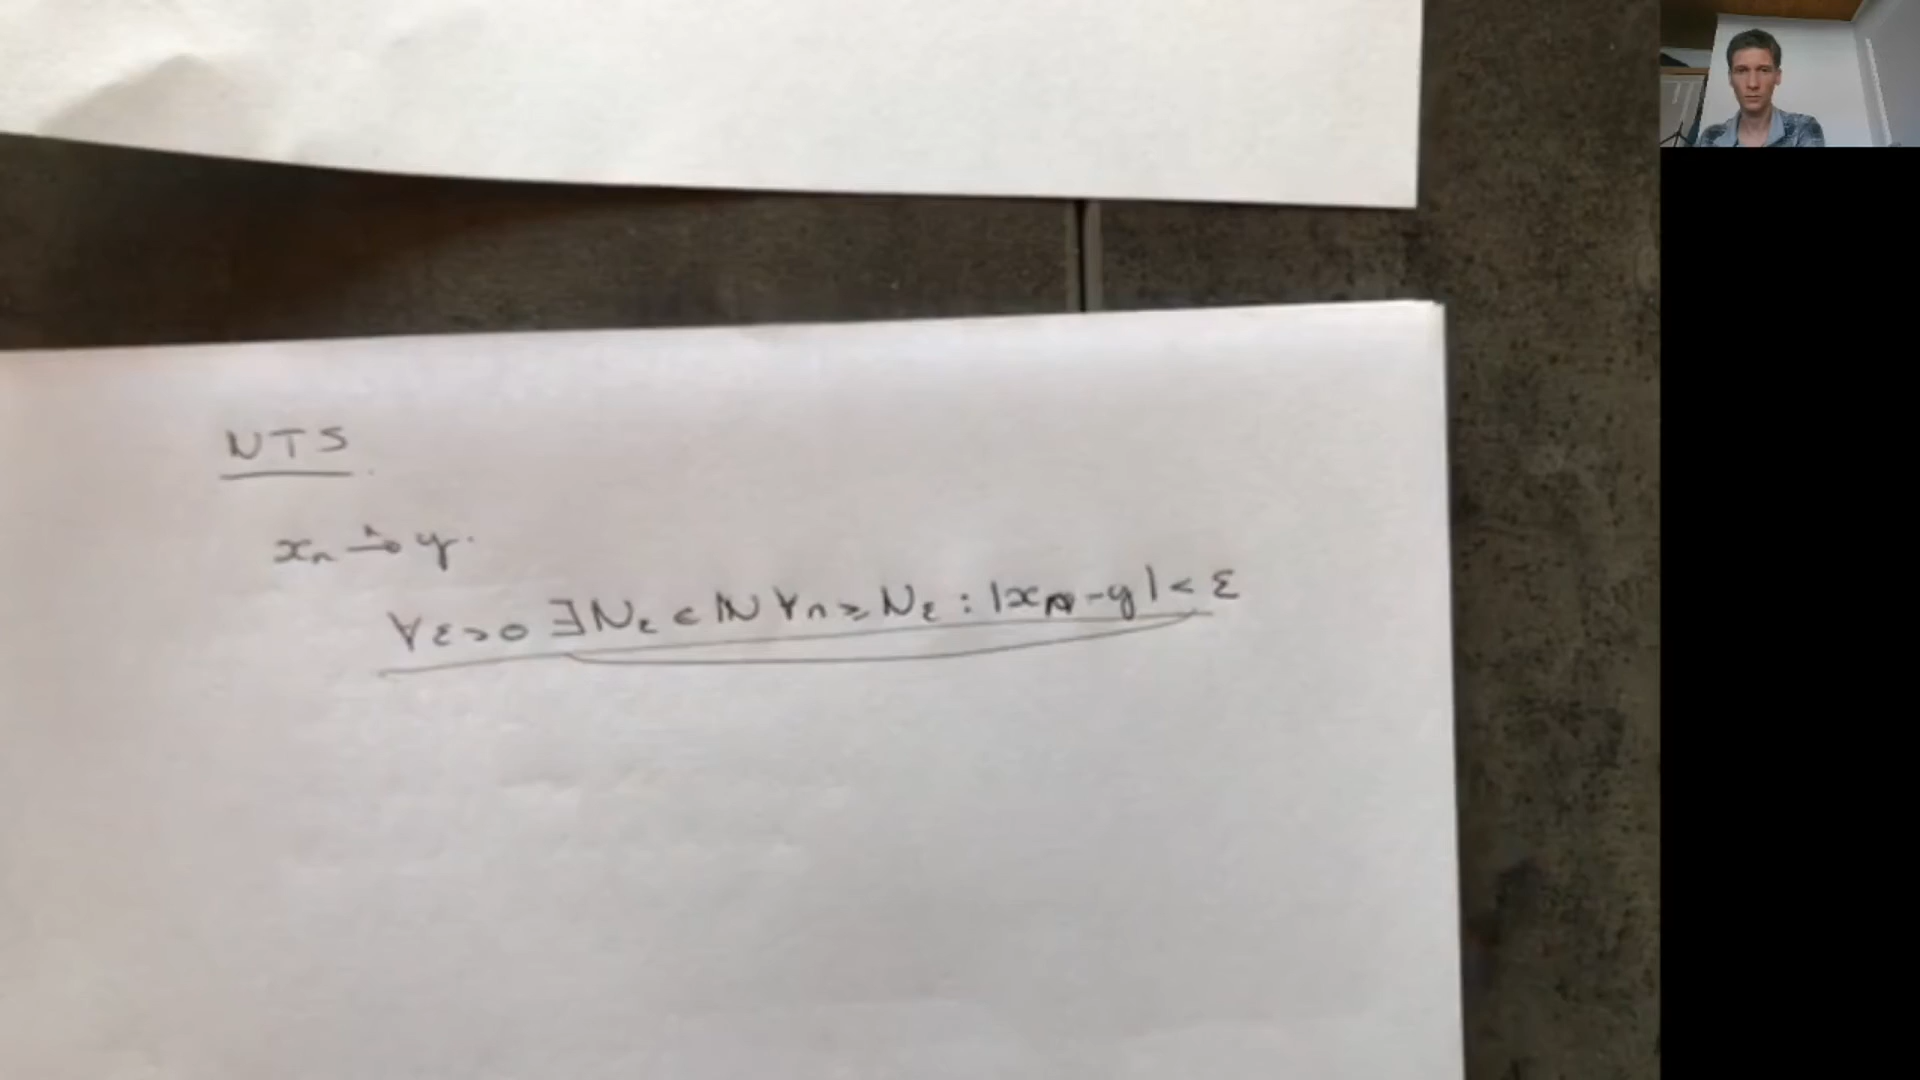 NTS
xₙ → y.
∀ε>0 ∃Nε ∈ ℕ ∀n ≥ Nε : |xₙ - y| < ε